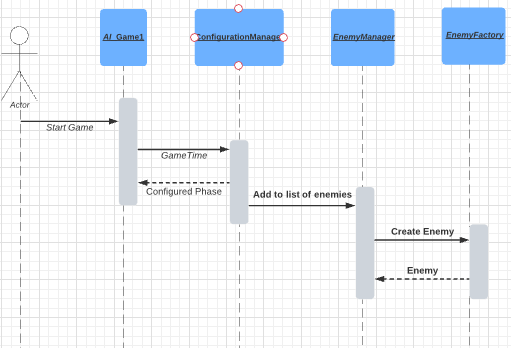 AI_Game1
ConfigurationManage
EnemyManager
EnemyFactory
Actor
Start Game
GameTime
Configured Phase
Add to list of enemies
Create Enemy
Enemy